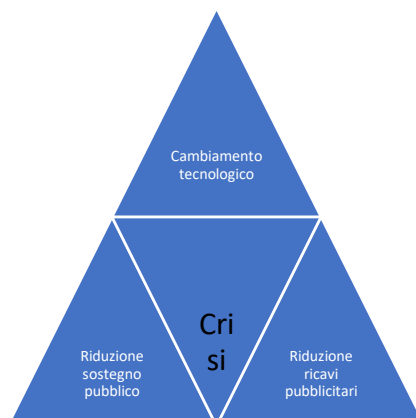 Cambiamento
tecnologico
Cri
si
Riduzione
sostegno
pubblico
Riduzione
ricavi
pubblicitari